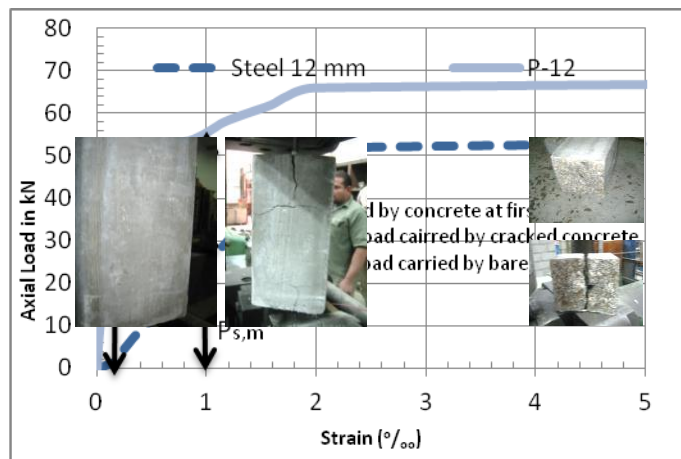 80
Steel 12 mm
P-12
70
60
50
40
30
20
10
0
Axial Load in kN
d by concrete at firs
oad cairred by cracked concrete
oad carried by bare
Ps,m
0 1 2 3 4 5
Strain (°/₀₀)